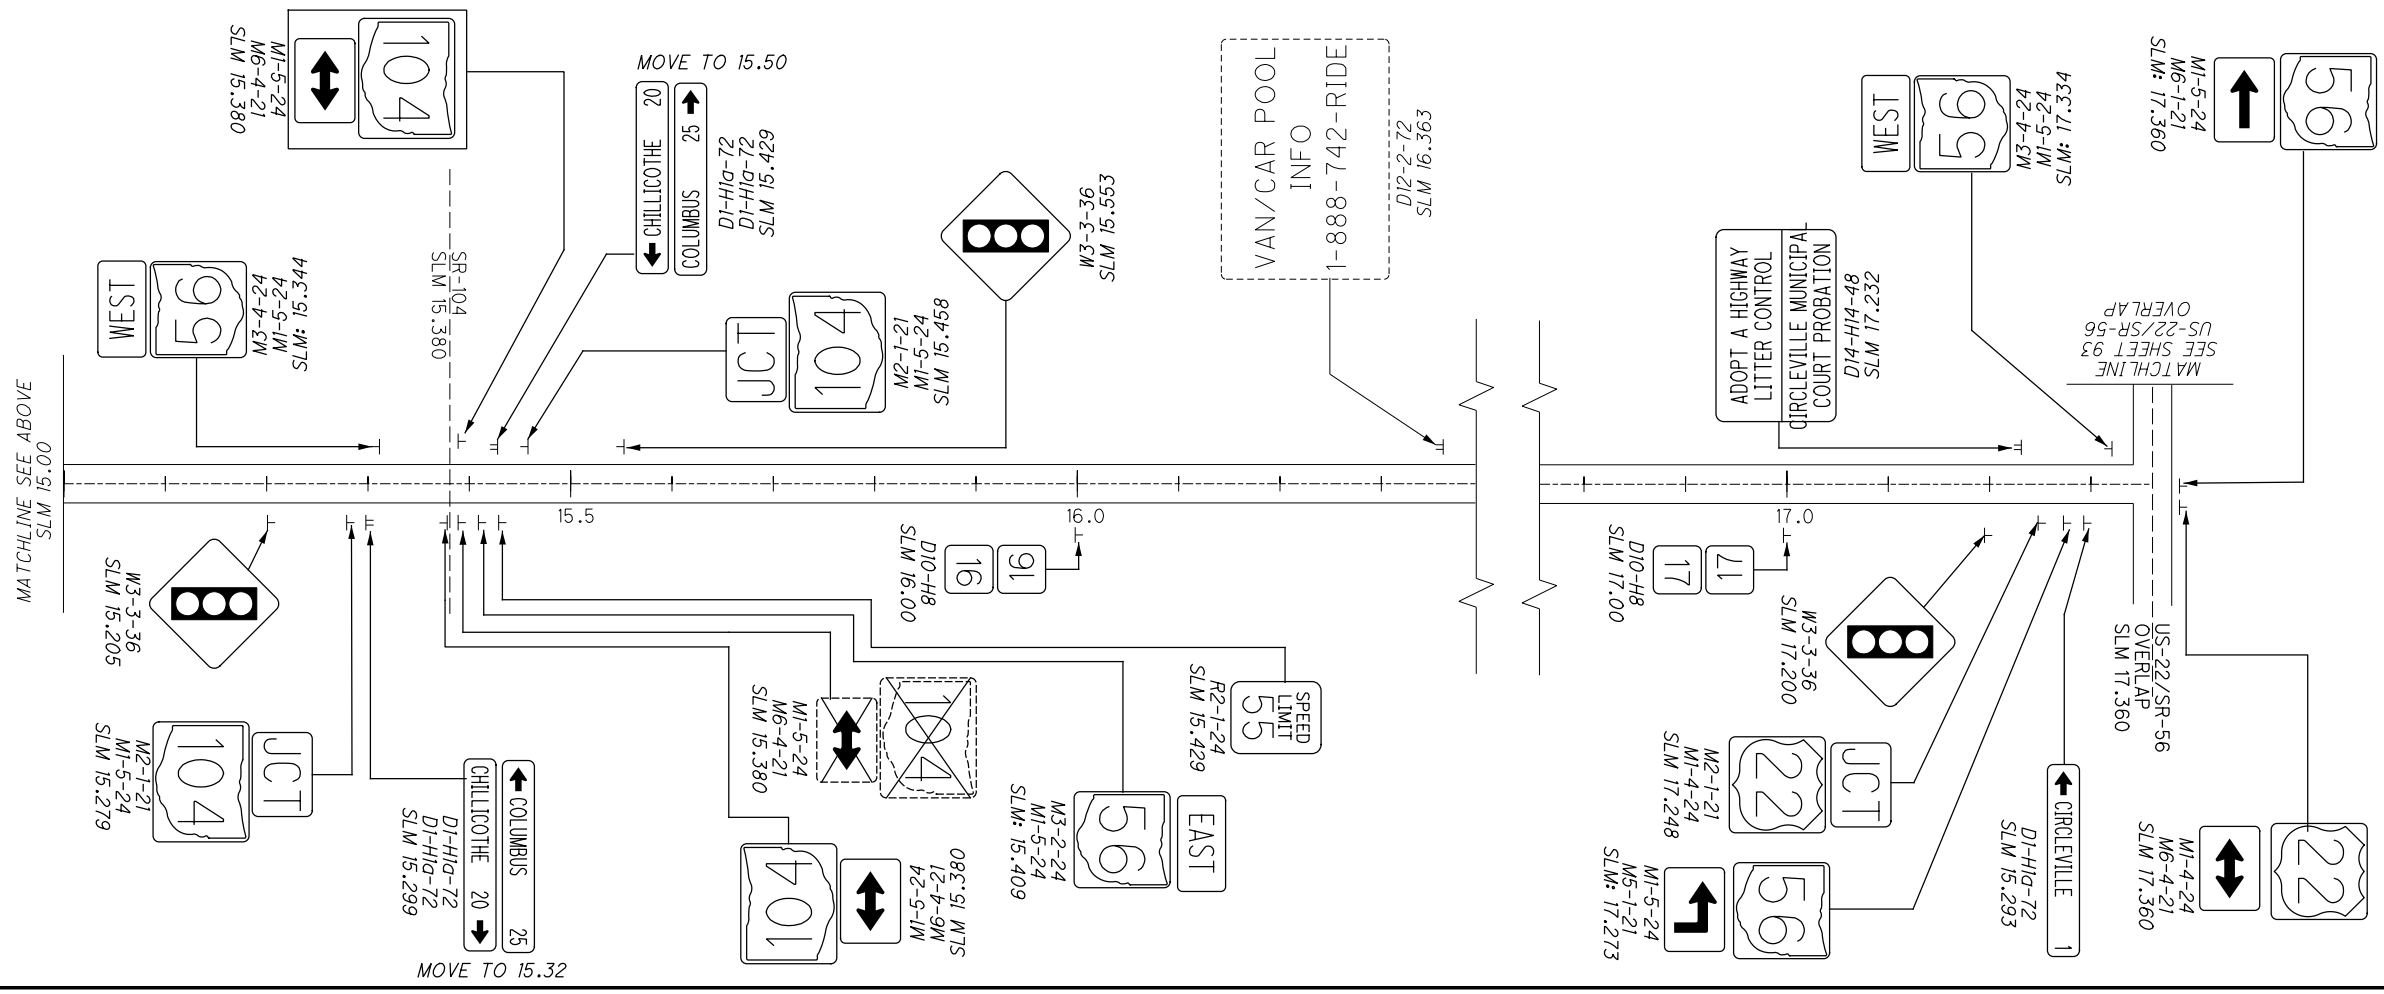 104
M1-5-24
M6-4-21
SLM 15.380
MOVE TO 15.50
CHILLICOTHE 20
COLUMBUS 25
D1-H1a-72
D1-H1a-72
SLM 15.429
W3-3-36
SLM 15.553
VAN/CAR POOL
INFO
1-888-742-RIDE
D12-2-72
SLM 16.363
WEST
56
M3-4-24
M1-5-24
SLM: 17.334
56
M1-5-24
M6-1-21
SLM: 17.360
WEST
56
M3-4-24
M1-5-24
SLM: 15.344
SR-104
SLM 15.380
JCT
104
M2-1-21
M1-5-24
SLM 15.458
ADOPT A HIGHWAY
LITTER CONTROL
CIRCLEVILLE MUNICIPAL
COURT PROBATION
D14-H14-48
SLM 17.232
MATCHLINE
SEE SHEET 93
US-22/SR-56
OVERLAP
MATCHLINE SEE ABOVE
SLM 15.00
15.5
16.0
17.0
W3-3-36
SLM 15.205
16
16
D10-H8
SLM 16.00
17
17
D10-H8
SLM 17.00
W3-3-36
SLM 17.200
US-22/SR-56
OVERLAP
SLM 17.360
JCT
104
M2-1-21
M1-5-24
SLM 15.279
COLUMBUS 25
CHILLICOTHE 20
D1-H1a-72
D1-H1a-72
SLM 15.299
MOVE TO 15.32
104
M1-5-24
M6-4-21
SLM 15.380
104
M1-5-24
M6-4-21
SLM 15.380
EAST
56
M3-2-24
M1-5-24
SLM: 15.409
SPEED
LIMIT
55
R2-1-24
SLM 15.429
JCT
22
M2-1-21
M1-4-24
SLM 17.248
56
M1-5-24
M5-1-21
SLM: 17.273
CIRCLEVILLE 1
D1-H1a-72
SLM 15.293
22
M1-4-24
M6-4-21
SLM 17.360